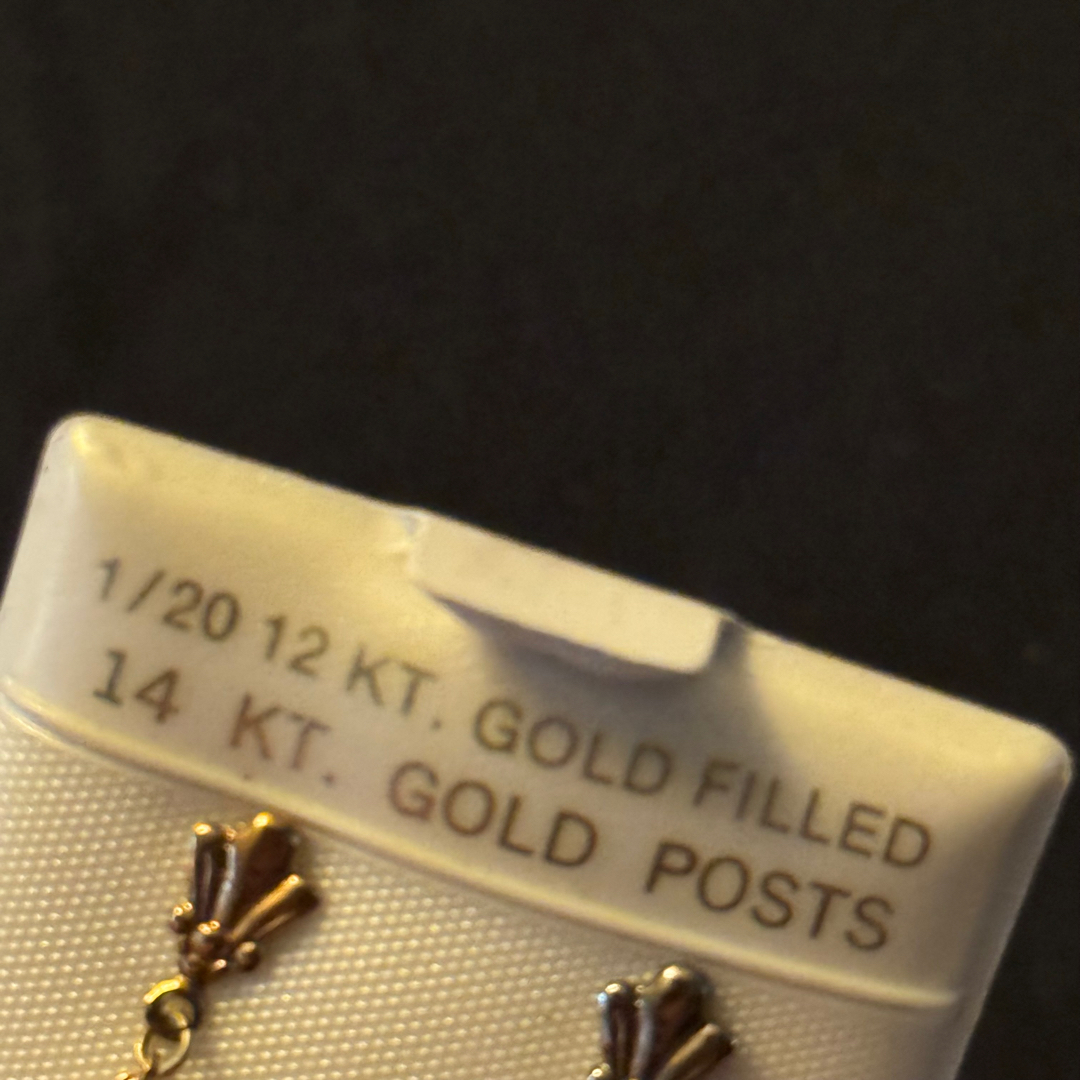 1/20 12 KT. GOLD FILLED
14 KT. GOLD POSTS